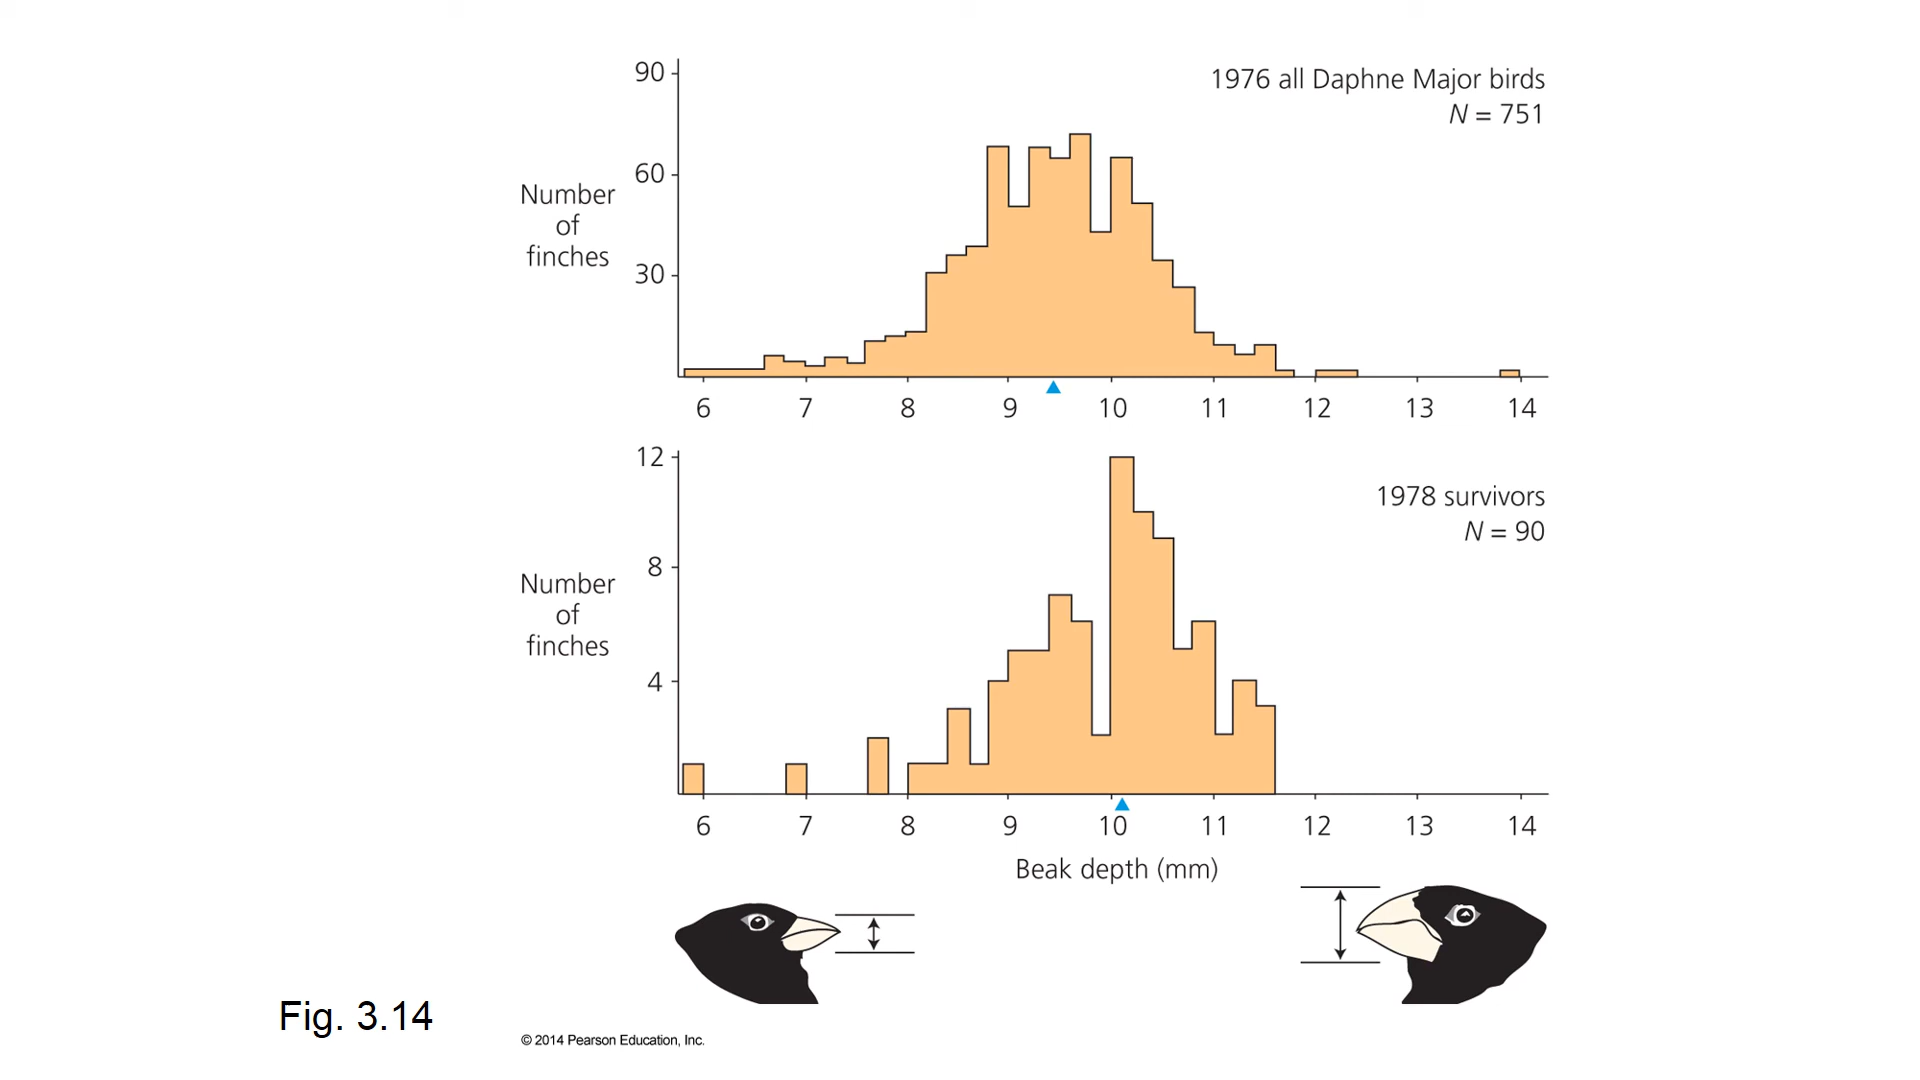 90
1976 all Daphne Major birds
N = 751
60
Number
of
finches
30
6 7 8 9 10 11 12 13 14
12
1978 survivors
N = 90
8
Number
of
finches
4
6 7 8 9 10 11 12 13 14
Beak depth (mm)
Fig. 3.14
© 2014 Pearson Education, Inc.